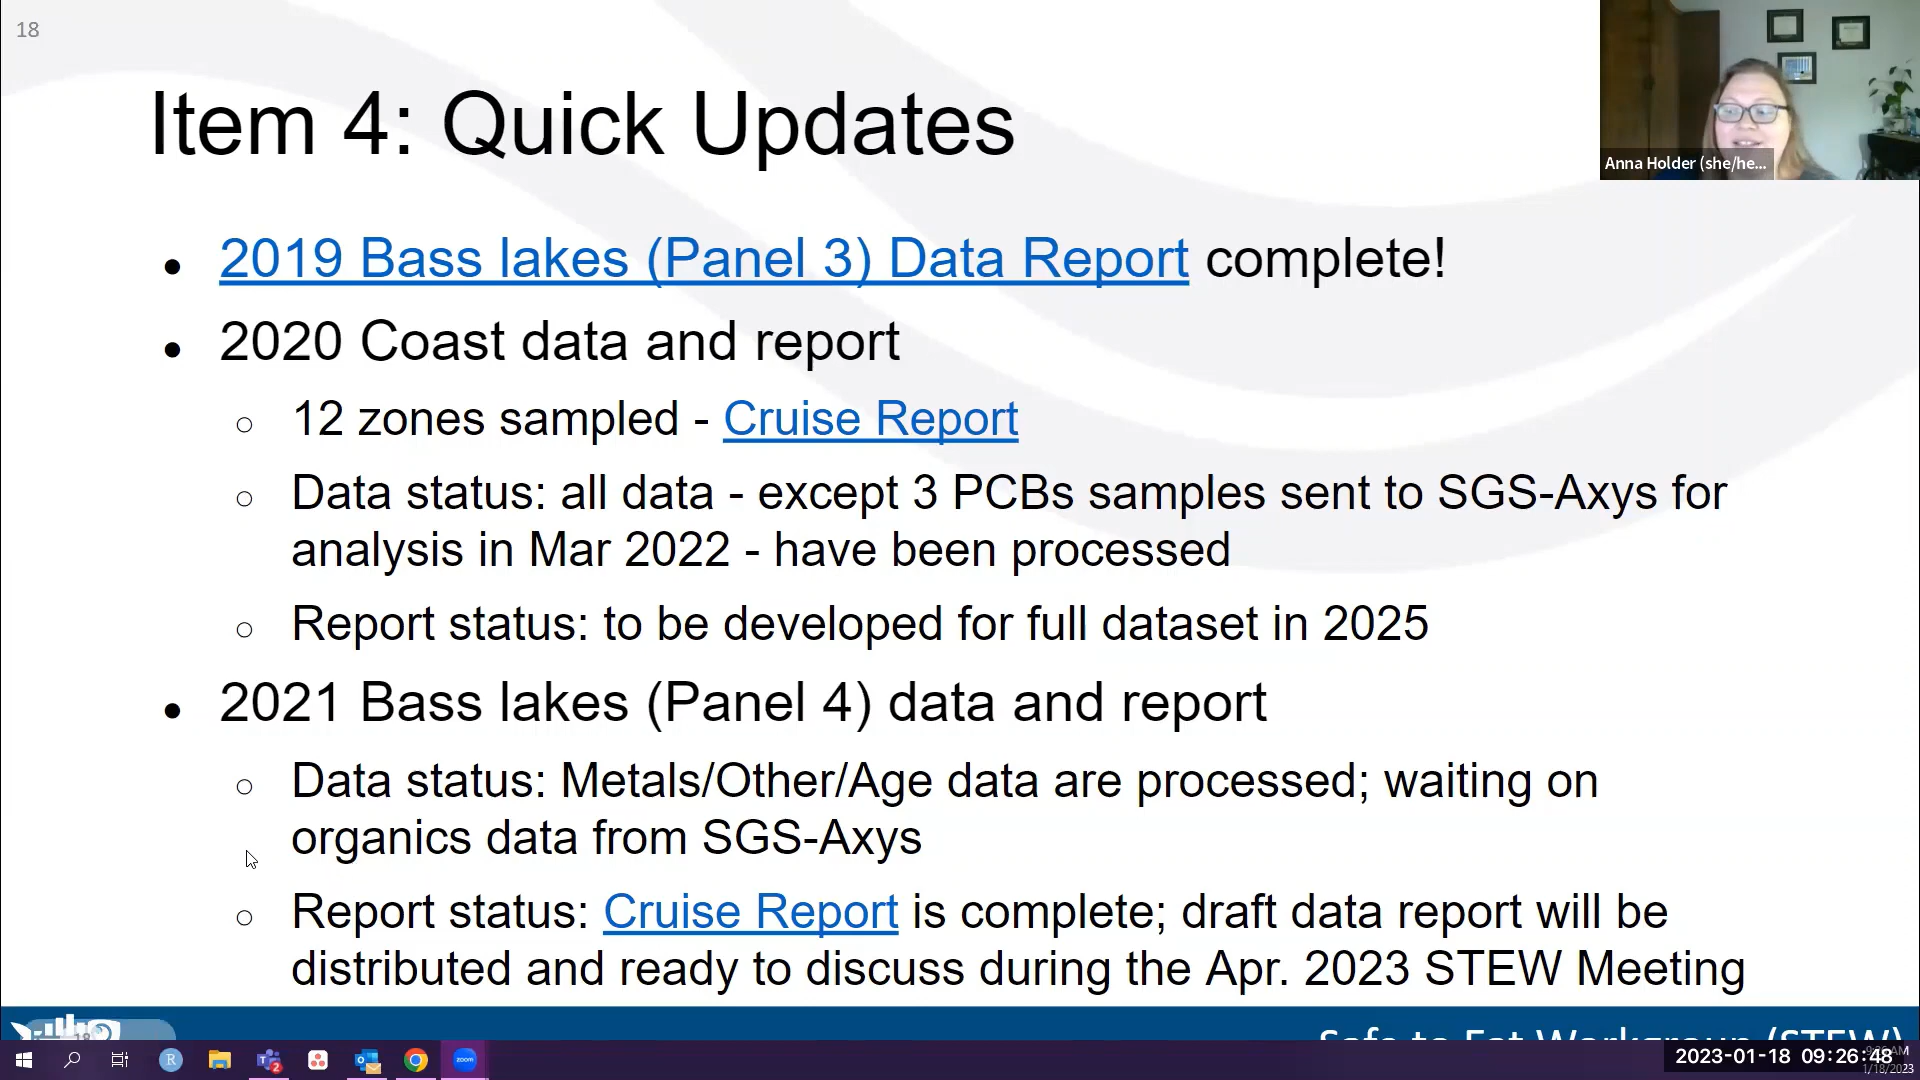 18
Item 4: Quick Updates
Anna Holder (she/he...
● 2019 Bass lakes (Panel 3) Data Report complete!
● 2020 Coast data and report
○ 12 zones sampled - Cruise Report
○ Data status: all data - except 3 PCBs samples sent to SGS-Axys for
analysis in Mar 2022 - have been processed
○ Report status: to be developed for full dataset in 2025
● 2021 Bass lakes (Panel 4) data and report
○ Data status: Metals/Other/Age data are processed; waiting on
organics data from SGS-Axys
○ Report status: Cruise Report is complete; draft data report will be
distributed and ready to discuss during the Apr. 2023 STEW Meeting
18
Safe to Eat Workgroup (STEW)
R
2
zoom
2023-01-18 09:26:48
1/18/2023